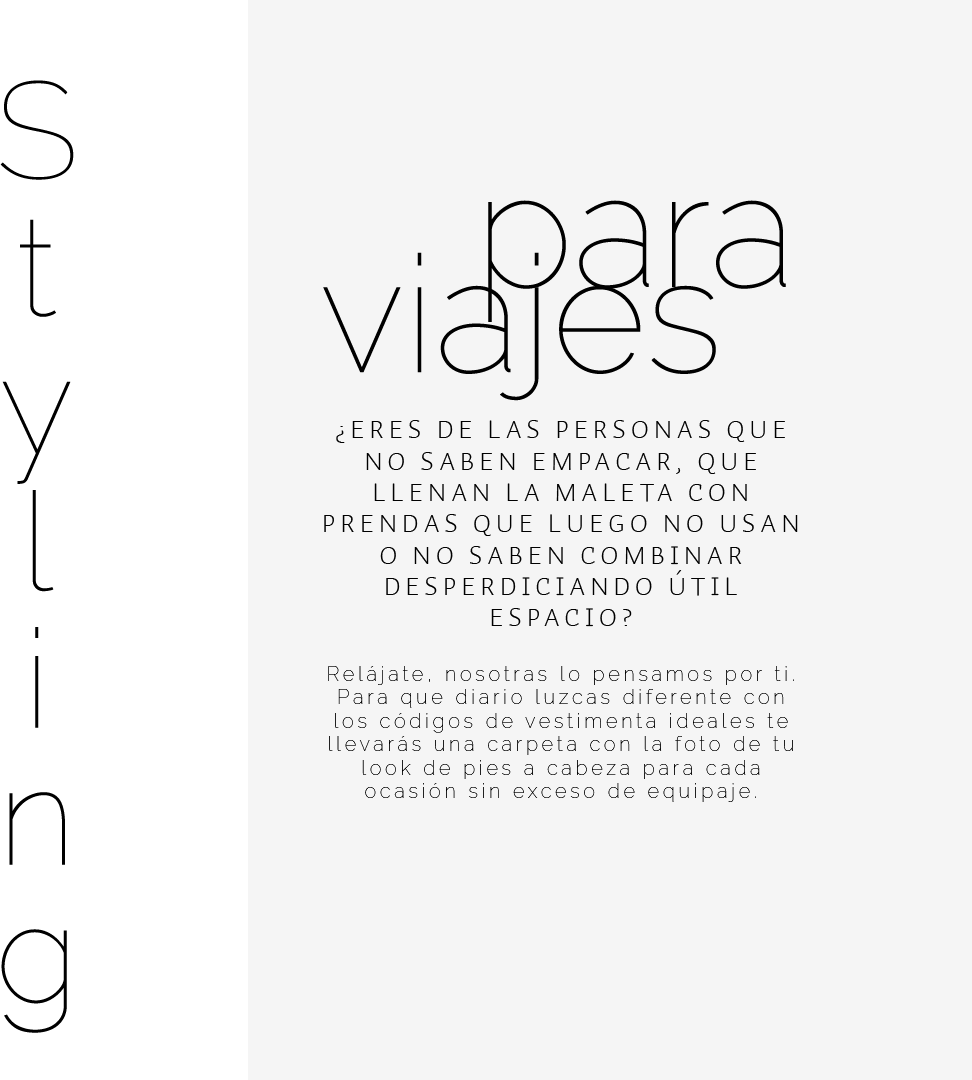 Styling
para
viajes
¿ERES DE LAS PERSONAS QUE
NO SABEN EMPACAR, QUE
LLENAN LA MALETA CON
PRENDAS QUE LUEGO NO USAN
O NO SABEN COMBINAR
DESPERDICIANDO ÚTIL
ESPACIO?
Relájate, nosotras lo pensamos por ti.
Para que diario luzcas diferente con
los códigos de vestimenta ideales te
llevarás una carpeta con la foto de tu
look de pies a cabeza para cada
ocasión sin exceso de equipaje.